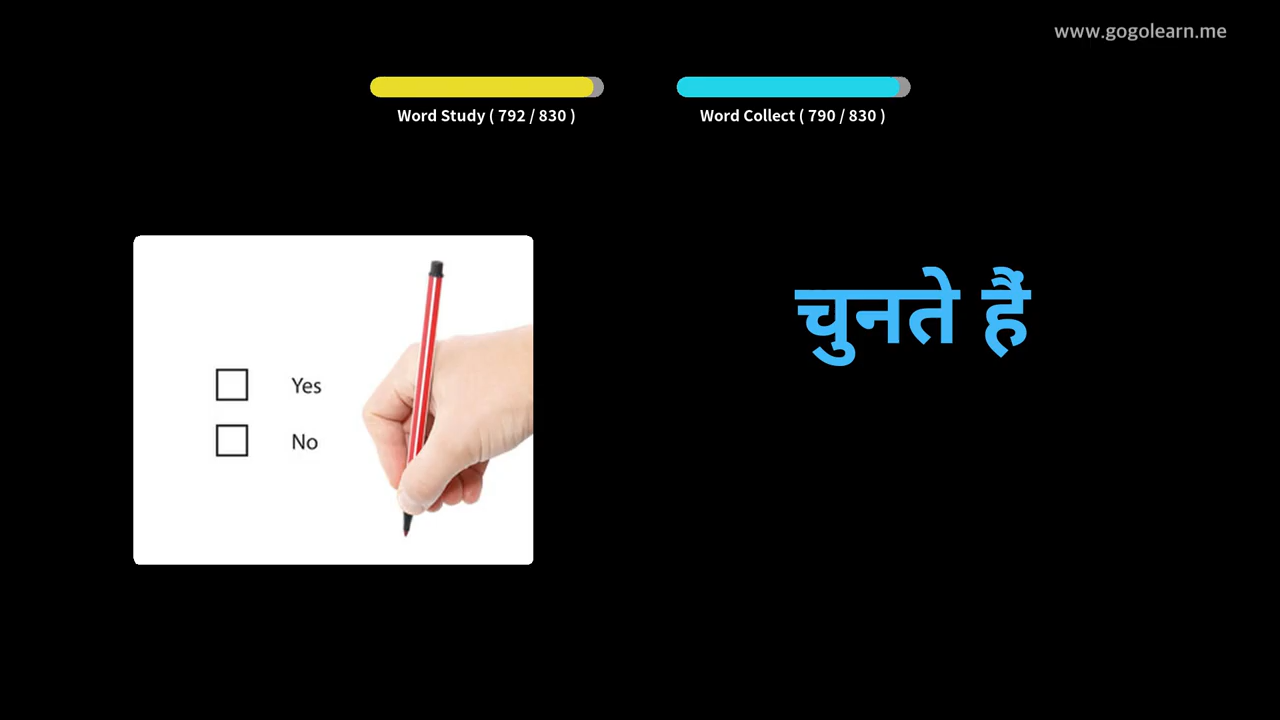 www.gogolearn.me
Word Study ( 792 / 830 )
Word Collect ( 790 / 830 )
चुनते हैं
Yes
No